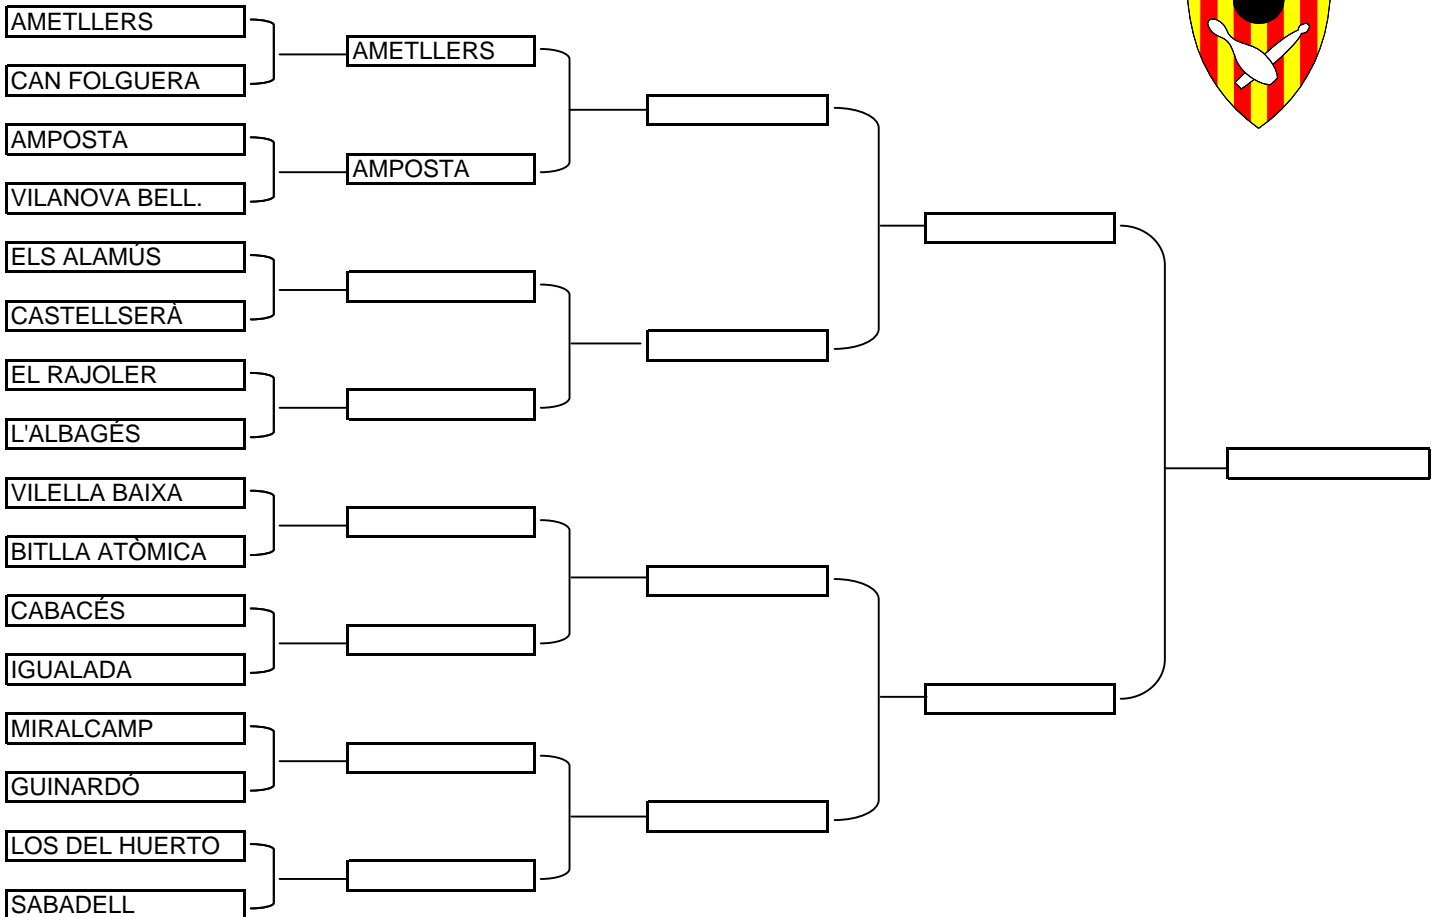 AMETLLERS
CAN FOLGUERA
AMPOSTA
VILANOVA BELL.
ELS ALAMÚS
CASTELLSERÀ
EL RAJOLER
L'ALBAGÉS
VILELLA BAIXA
BITLLA ATÒMICA
CABACÉS
IGUALADA
MIRALCAMP
GUINARDÓ
LOS DEL HUERTO
SABADELL
AMETLLERS
AMPOSTA